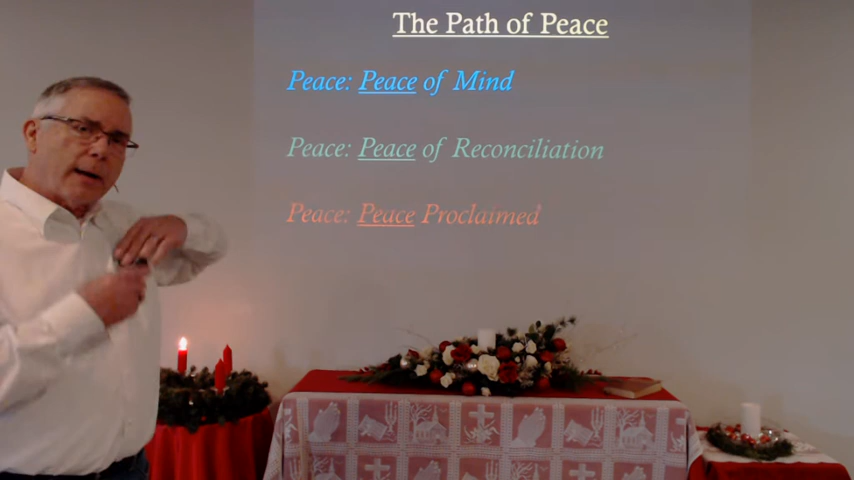 The Path of Peace
Peace: Peace of Mind
Peace: Peace of Reconciliation
Peace: Peace Proclaimed